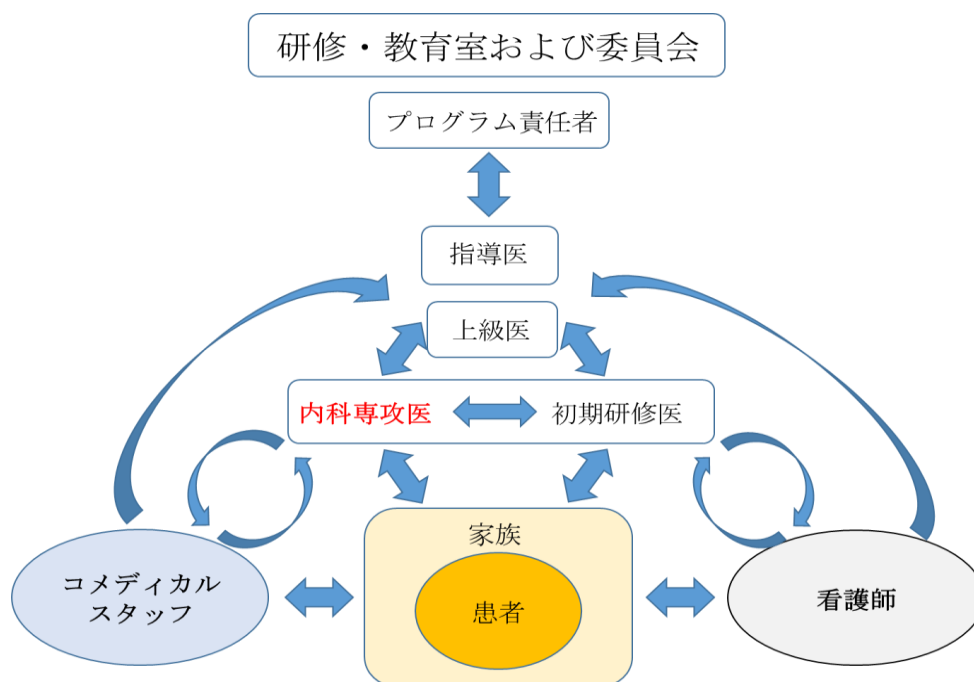 研修・教育室および委員会
プログラム責任者
指導医
上級医
内科専攻医
初期研修医
家族
患者
コメディカル
スタッフ
看護師